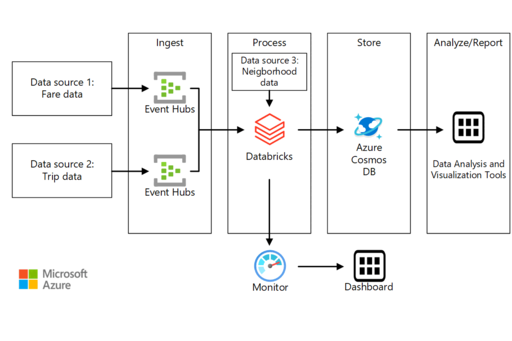 Ingest
Process
Store
Analyze/Report
Data source 1:
Fare data
Event Hubs
Data source 2:
Trip data
Event Hubs
Data source 3:
Neigborhood
data
Databricks
Azure
Cosmos
DB
Data Analysis and
Visualization Tools
Monitor
Dashboard
Microsoft
Azure